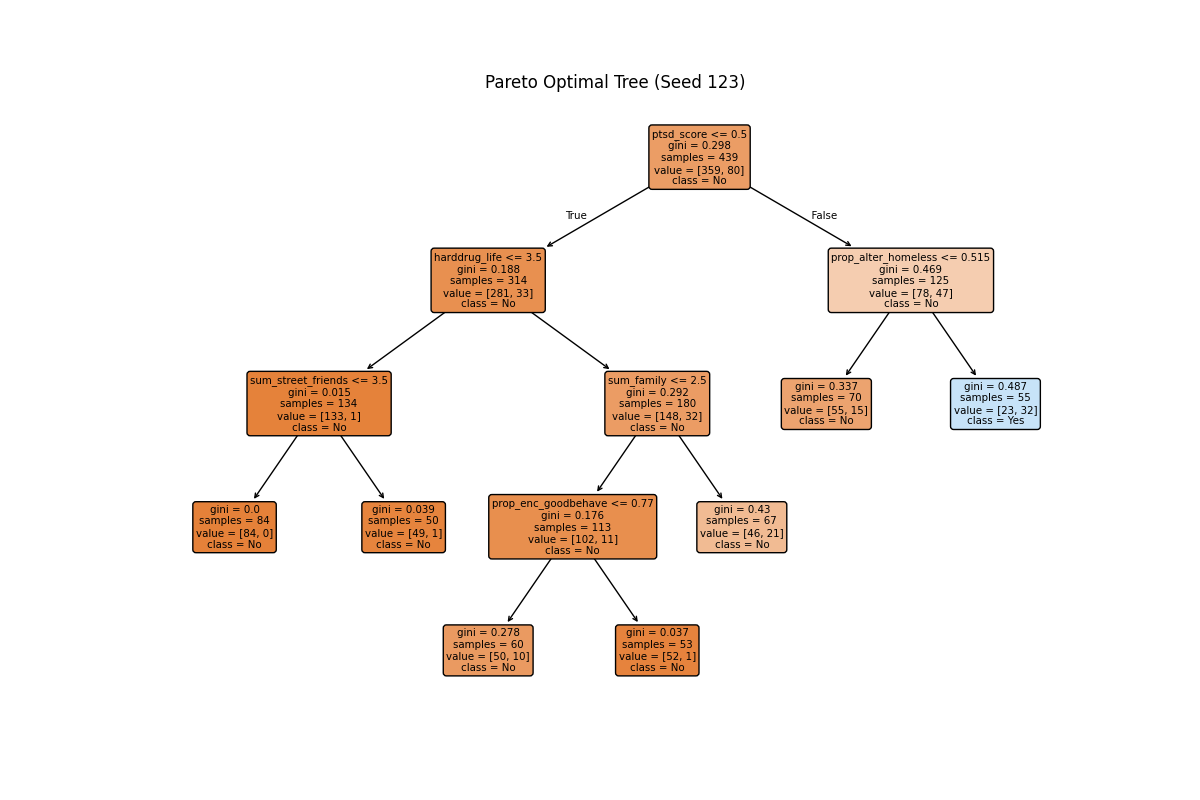 Pareto Optimal Tree (Seed 123)
ptsd_score <= 0.5
gini = 0.298
samples = 439
value = [359, 80]
class = No
True
False
harddrug_life <= 3.5
gini = 0.188
samples = 314
value = [281, 33]
class = No
prop_alter_homeless <= 0.515
gini = 0.469
samples = 125
value = [78, 47]
class = No
sum_street_friends <= 3.5
gini = 0.015
samples = 134
value = [133, 1]
class = No
sum_family <= 2.5
gini = 0.292
samples = 180
value = [148, 32]
class = No
gini = 0.337
samples = 70
value = [55, 15]
class = No
gini = 0.487
samples = 55
value = [23, 32]
class = Yes
gini = 0.0
samples = 84
value = [84, 0]
class = No
gini = 0.039
samples = 50
value = [49, 1]
class = No
prop_enc_goodbehave <= 0.77
gini = 0.176
samples = 113
value = [102, 11]
class = No
gini = 0.43
samples = 67
value = [46, 21]
class = No
gini = 0.278
samples = 60
value = [50, 10]
class = No
gini = 0.037
samples = 53
value = [52, 1]
class = No